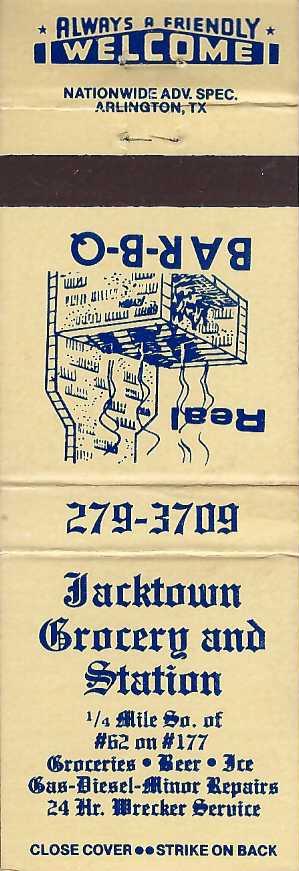 ALWAYS A FRIENDLY
WELCOME
NATIONWIDE ADV. SPEC.
ARLINGTON, TX
Real
BAR-B-Q
279-3709
Jacktown
Grocery and
Station
1/4 Mile So. of
#62 on #177
Groceries • Beer • Ice
Gas-Diesel-Minor Repairs
24 Hr. Wrecker Service
CLOSE COVER ●● STRIKE ON BACK